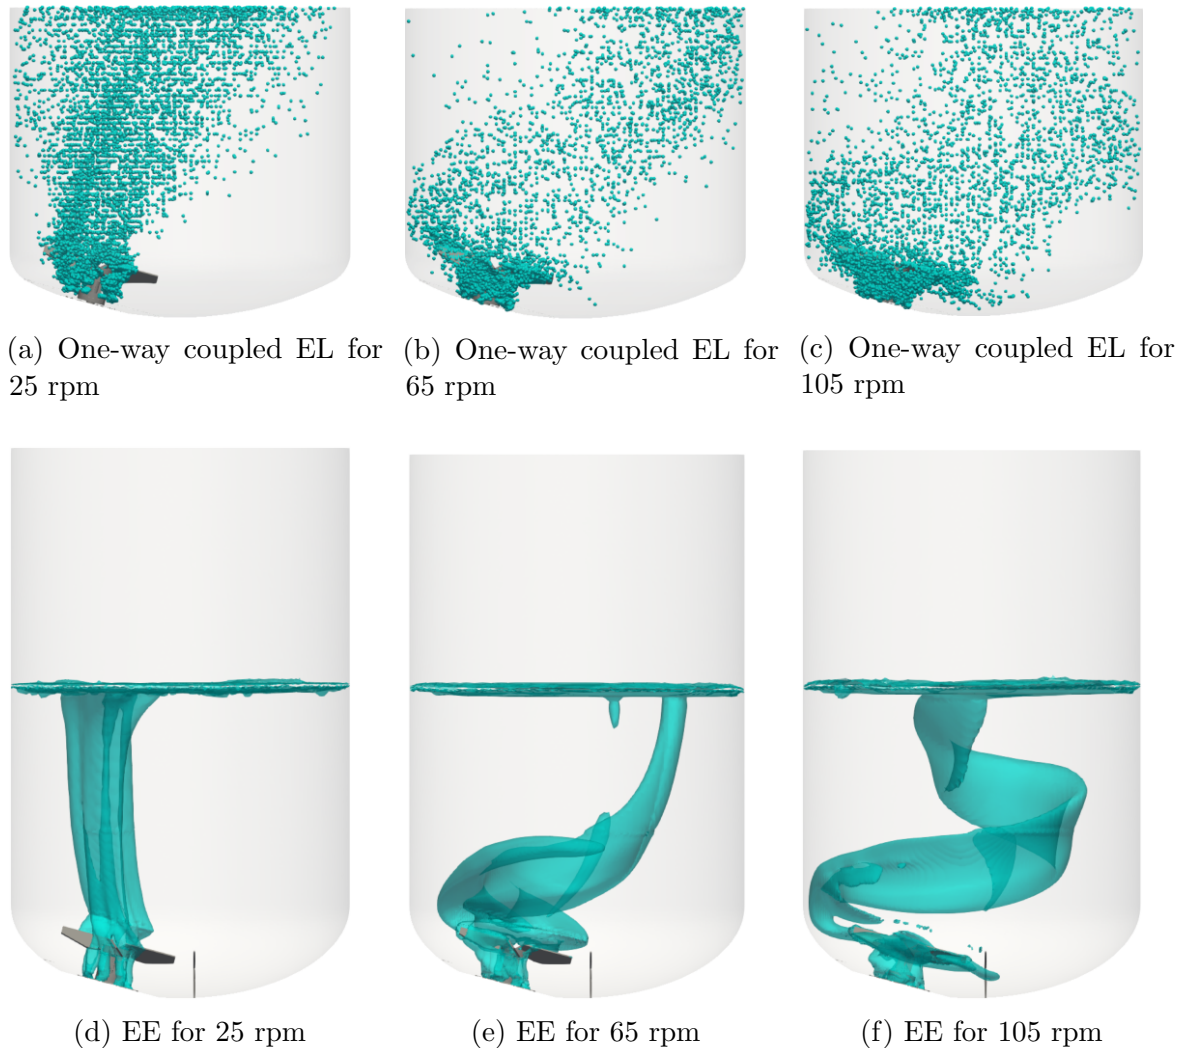 (a) One-way coupled EL for
25 rpm
(b) One-way coupled EL for
65 rpm
(c) One-way coupled EL for
105 rpm
(d) EE for 25 rpm
(e) EE for 65 rpm
(f) EE for 105 rpm